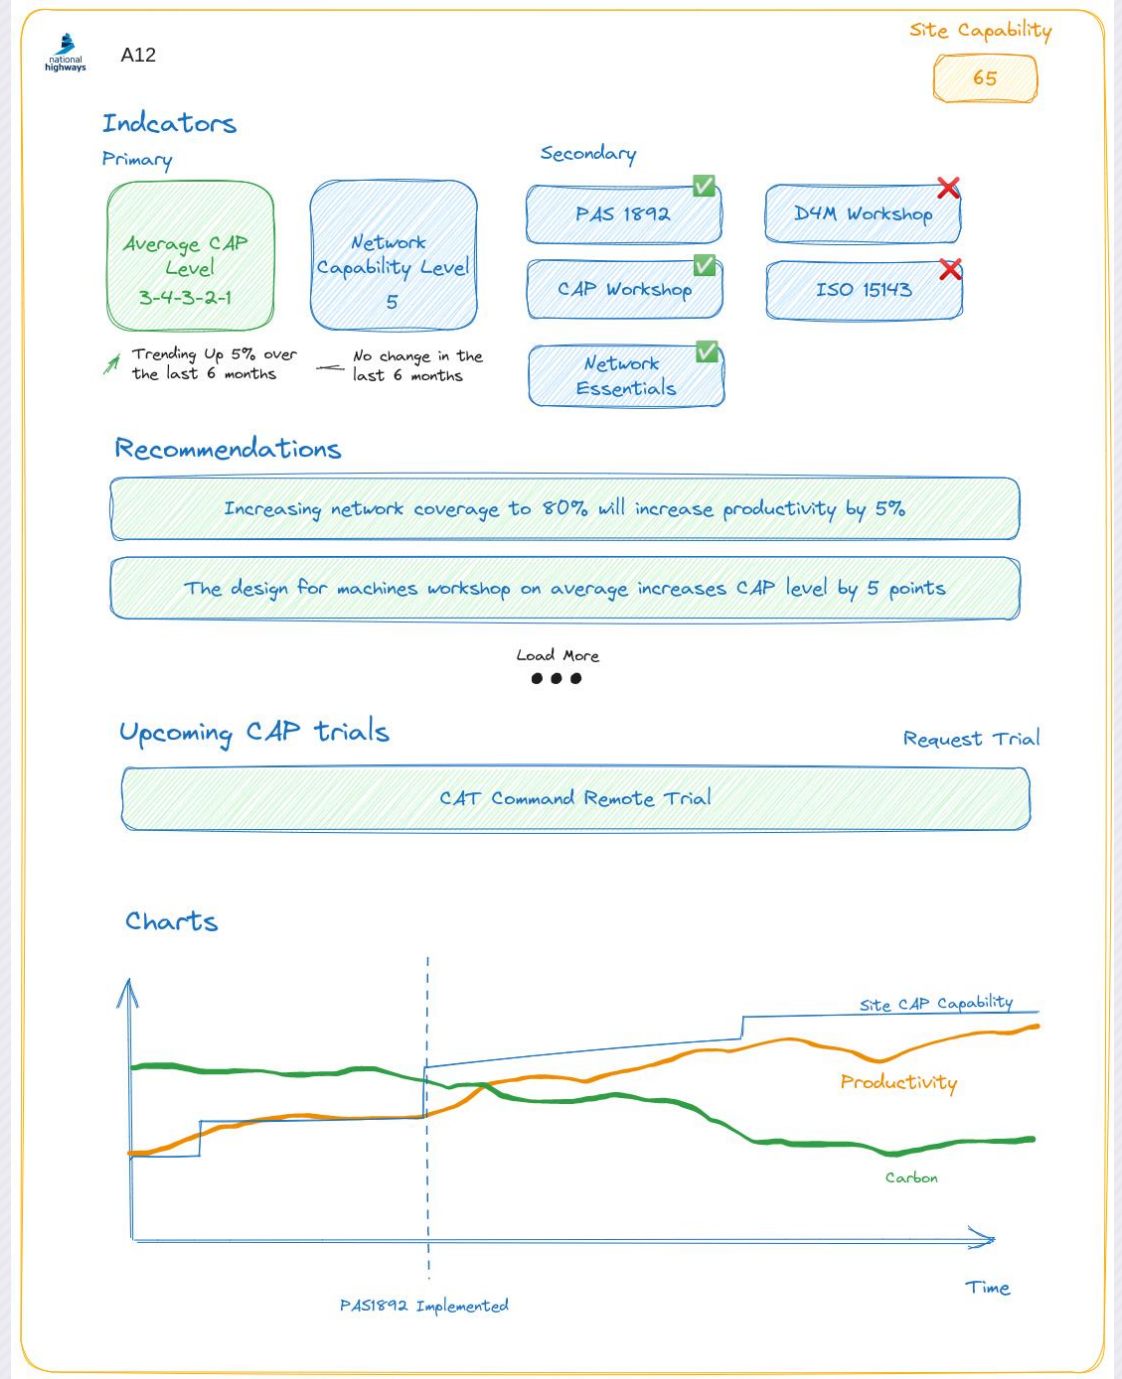 national
highways
A12
Site Capability
65
Indcators
Primary
Secondary
Average CAP
Level
3-4-3-2-1
Network
Capability Level
5
PAS 1892
D4M Workshop
CAP Workshop
ISO 15143
Network
Essentials
Trending Up 5% over
the last 6 months
No change in the
last 6 months
Recommendations
Increasing network coverage to 80% will increase productivity by 5%
The design for machines workshop on average increases CAP level by 5 points
Load More
Upcoming CAP trials
Request Trial
CAT Command Remote Trial
Charts
Site CAP Capability
Productivity
Carbon
Time
PAS1892 Implemented